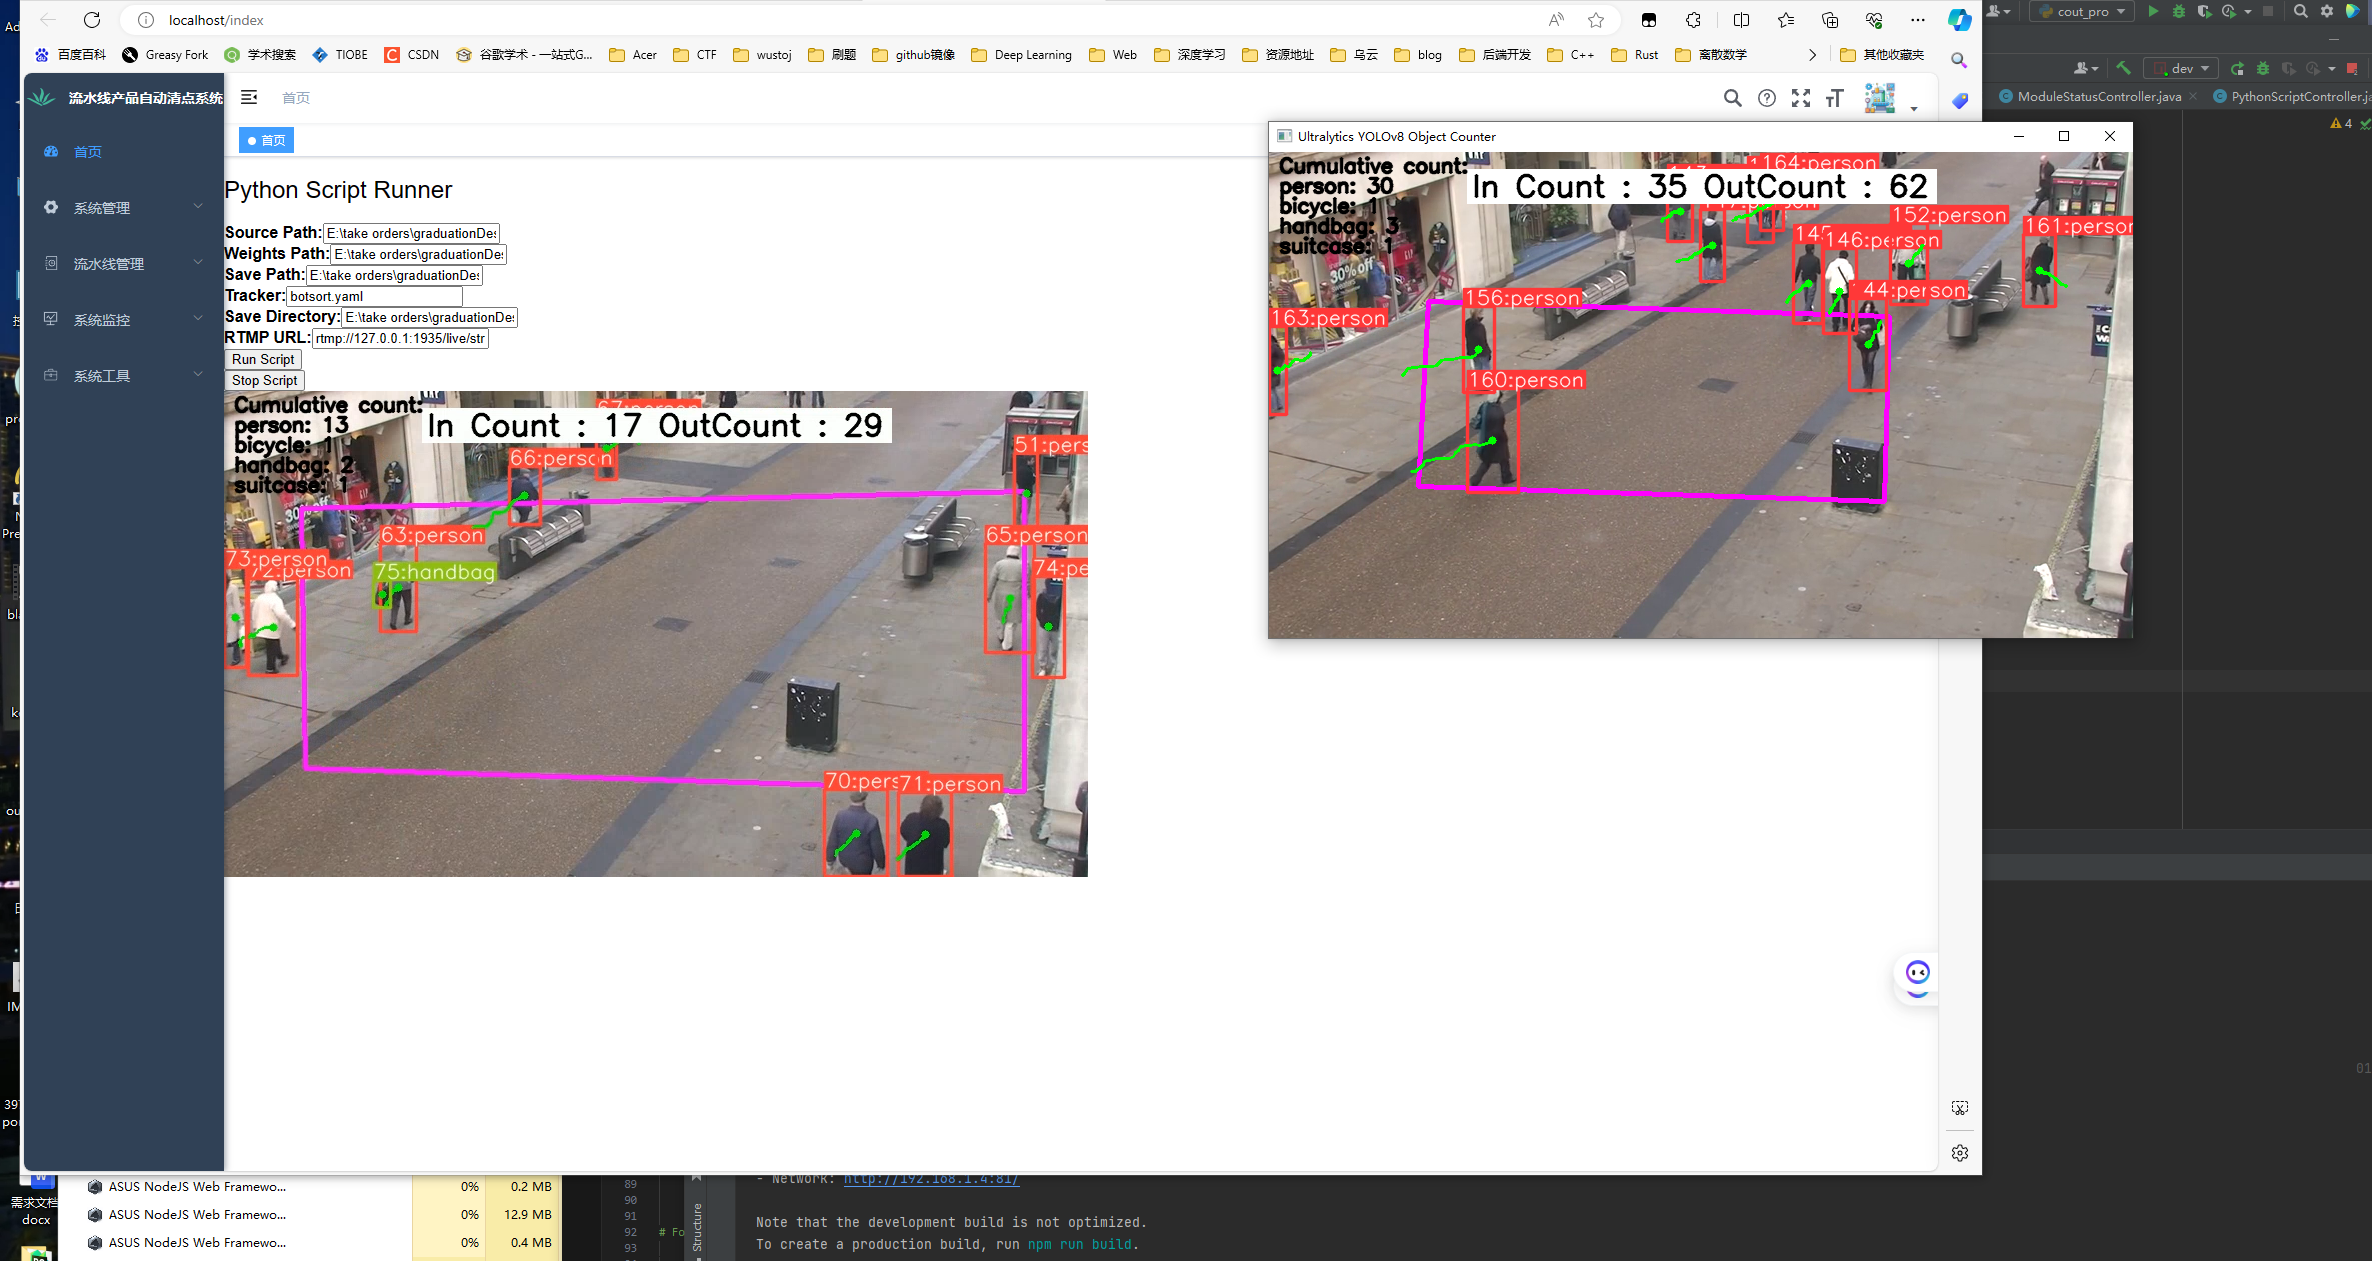 localhost/index
百度百科
Greasy Fork
学术搜索
TIOBE
CSDN
谷歌学术 - 一站式G...
Acer
CTF
wustoj
刷题
github镜像
Deep Learning
Web
深度学习
资源地址
乌云
blog
后端开发
C++
Rust
离散数学
其他收藏夹
流水线产品自动清点系统
首页
首页
首页
系统管理
流水线管理
系统监控
系统工具
Python Script Runner
Source Path: E:\take orders\graduationDe
Weights Path: E:\take orders\graduationDe
Save Path: E:\take orders\graduationDe
Tracker: botsort.yaml
Save Directory: E:\take orders\graduationDe
RTMP URL: rtmp://127.0.0.1:1935/live/str
Run Script
Stop Script
Cumulative count:
person: 13
bicycle: 1
handbag: 2
suitcase: 1
In Count : 17 OutCount : 29
67:person
66:person
51:pers
63:person
65:person
75:handbag
73:person
72:person
74:pe
70:pers
71:person
Ultralytics YOLOv8 Object Counter
Cumulative count:
person: 30
bicycle: 1
handbag: 3
suitcase: 1
In Count : 35 OutCount : 62
164:person
152:person
161:person
146:person
144:person
156:person
163:person
160:person
30% off
cout_pro
dev
ModuleStatusController.java
PythonScriptController.ja
4
ASUS NodeJS Web Framewo...
0%
0.2 MB
ASUS NodeJS Web Framewo...
0%
12.9 MB
ASUS NodeJS Web Framewo...
0%
0.4 MB
需求文档
docx
89
90
91
92
93
# Fo
Structure
- Network: http://192.168.1.4:81/
Note that the development build is not optimized.
To create a production build, run npm run build.
01